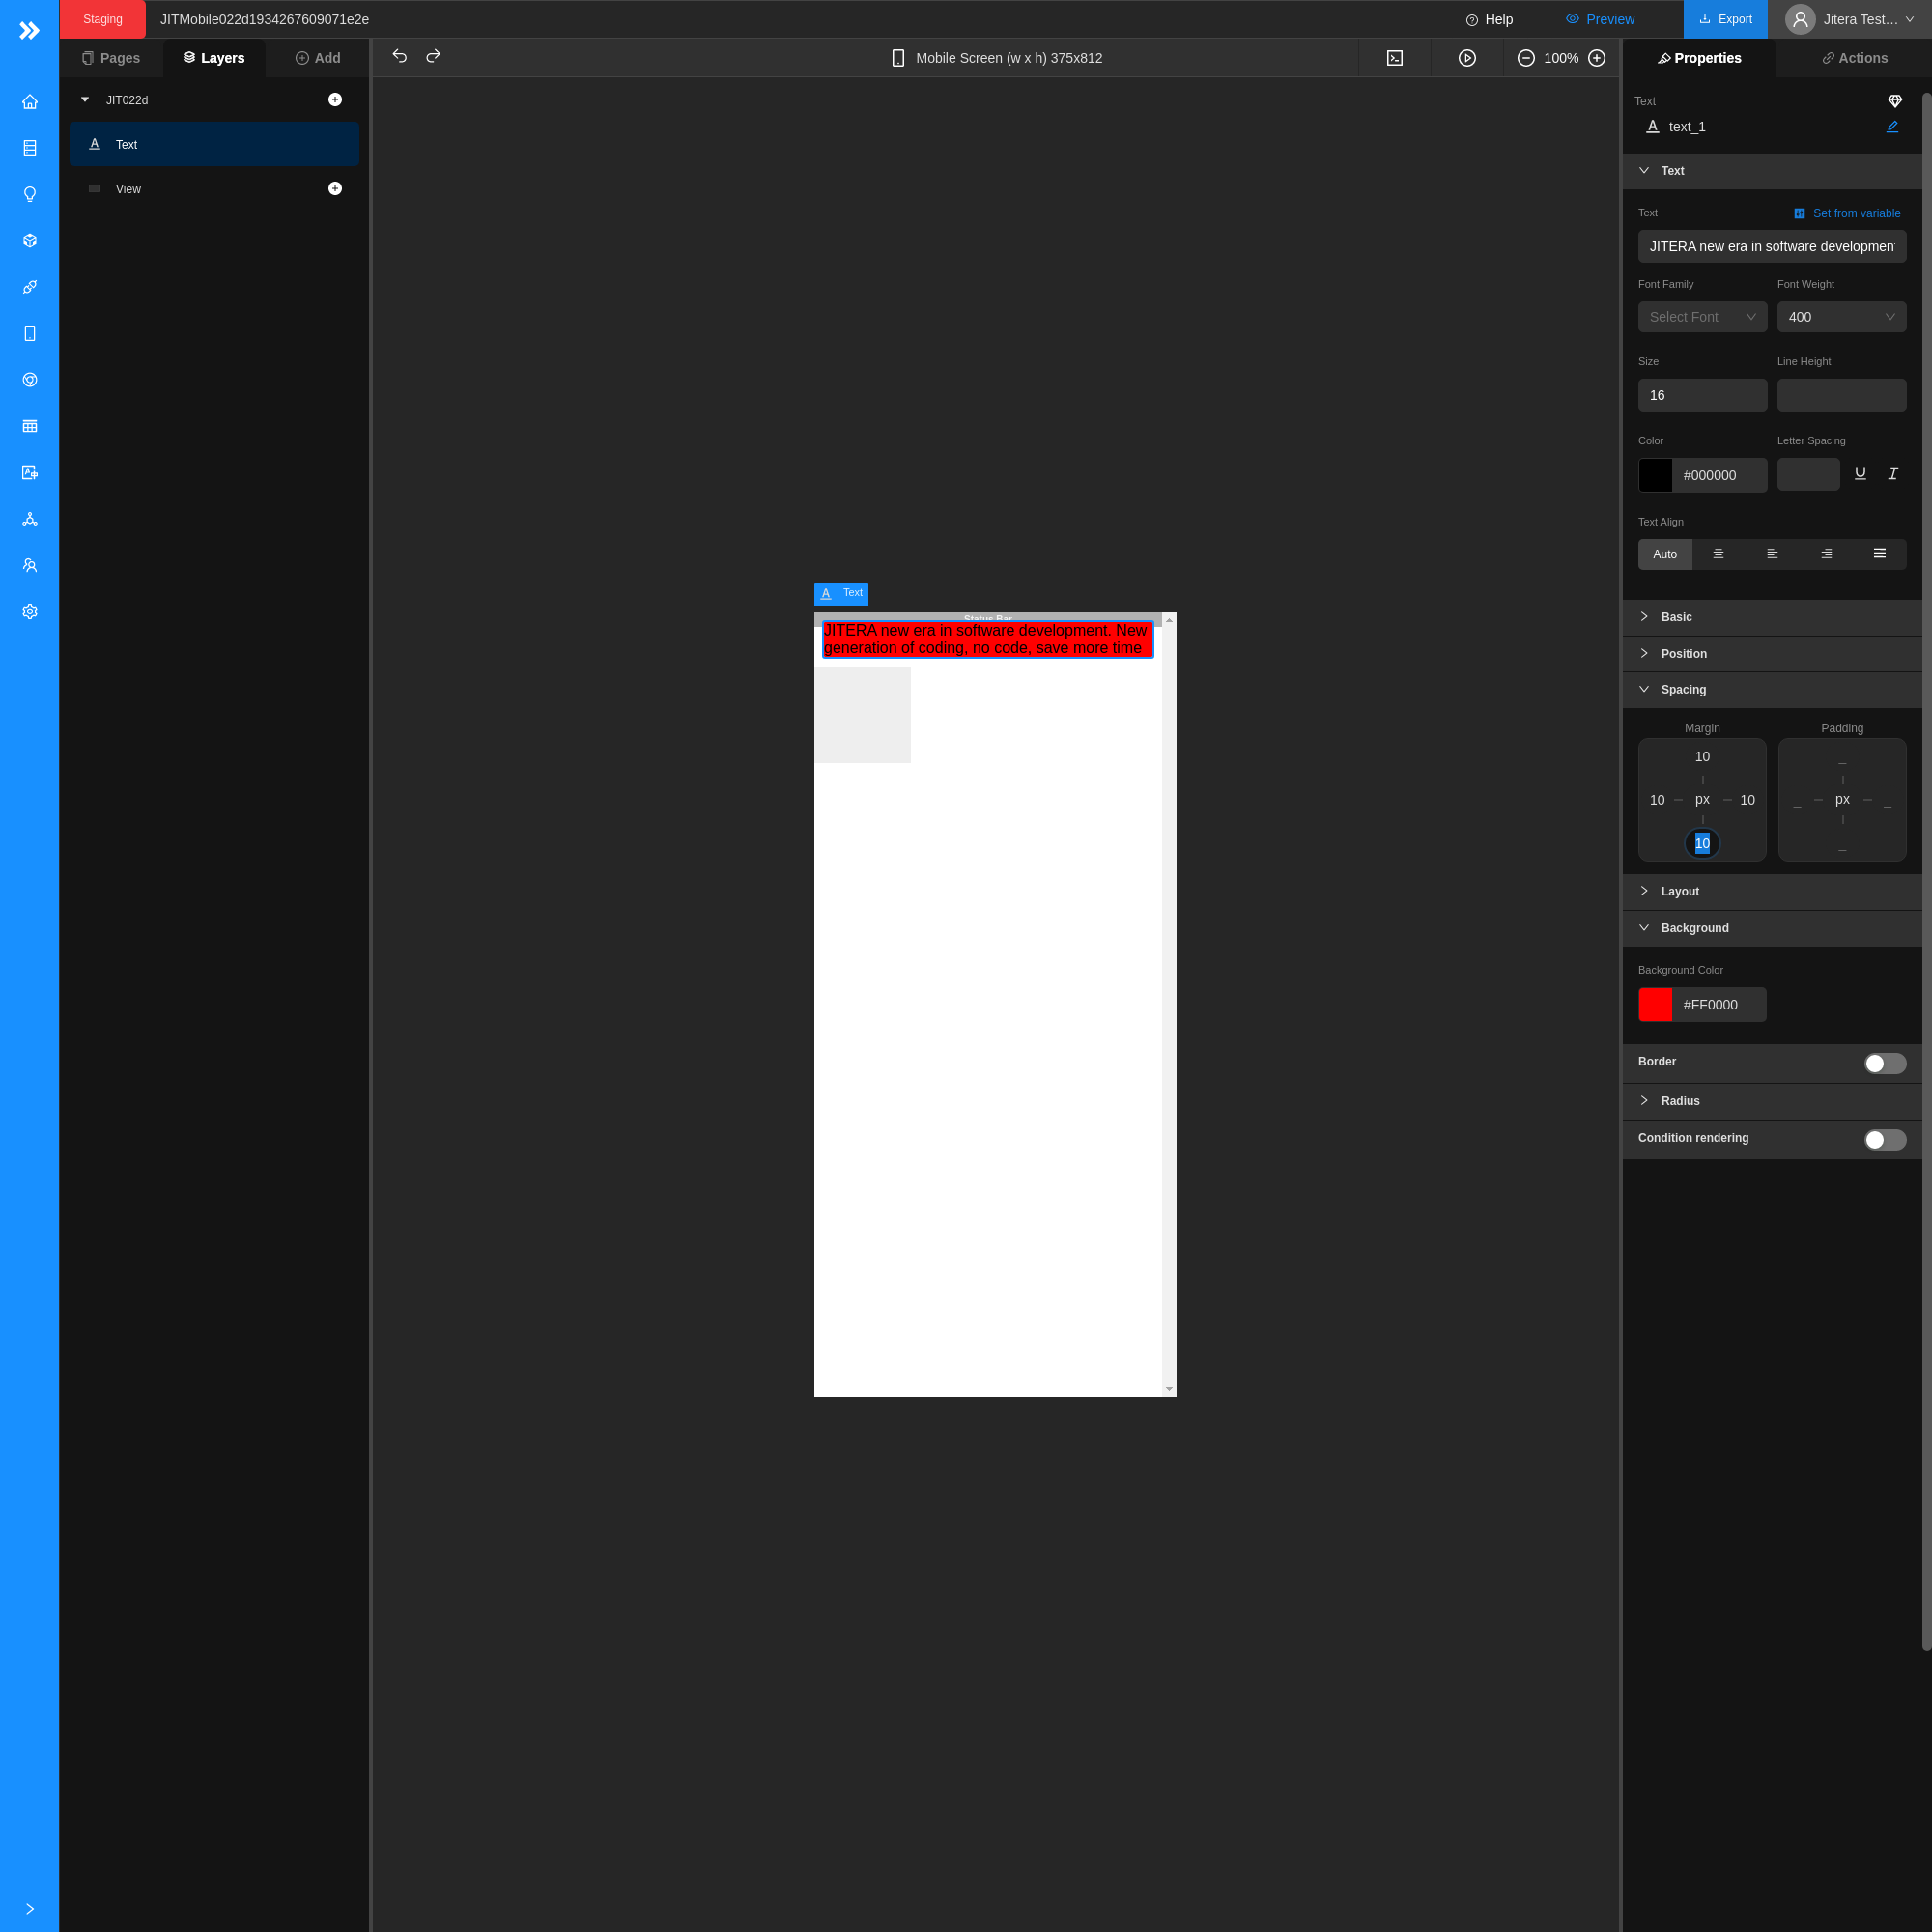 Staging
JITMobile022d1934267609071e2e
Help
Preview
Export
Jitera Test...
Pages
Layers
Add
Mobile Screen (w x h) 375x812
100%
Properties
Actions
JIT022d
Text
View
Text
Status Bar
JITERA new era in software development. New
generation of coding, no code, save more time
Text
text_1
Text
Text
Set from variable
JITERA new era in software developmen
Font Family
Font Weight
Select Font
400
Size
Line Height
16
Color
Letter Spacing
#000000
Text Align
Auto
Basic
Position
Spacing
Margin
Padding
10
10
px
10
10
px
Layout
Background
Background Color
#FF0000
Border
Radius
Condition rendering